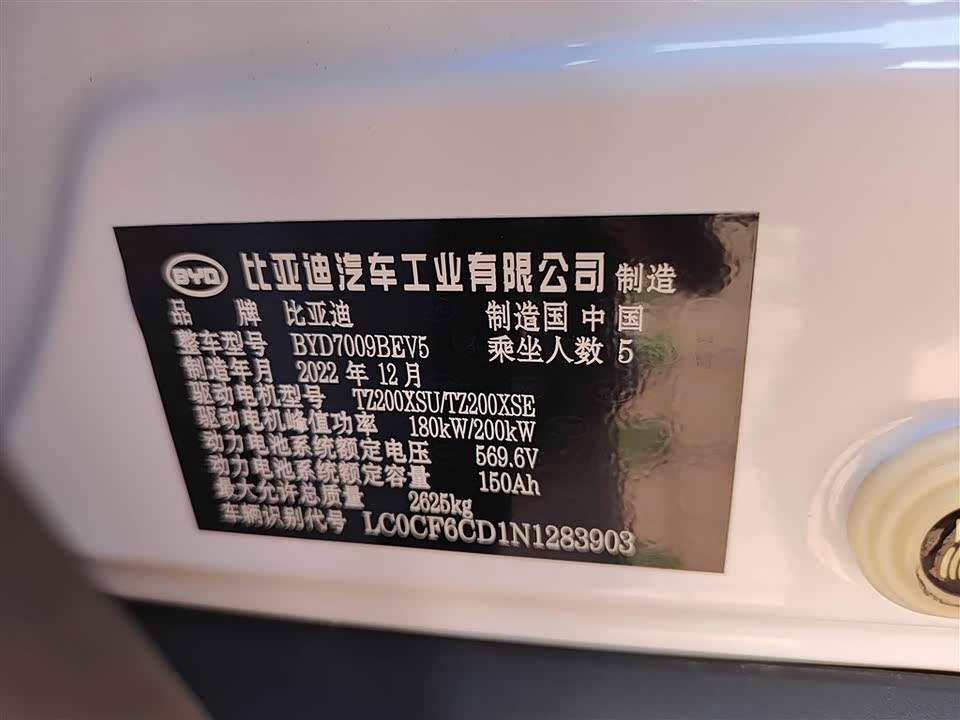 BYD 比亚迪汽车工业有限公司 制造
品 牌 比亚迪 制造国 中国
整车型号 BYD7009BEV5 乘坐人数 5
制造年月 2022 年 12 月
驱动电机型号 TZ200XSU/TZ200XSE
驱动电机峰值功率 180kW/200kW
动力电池系统额定电压 569.6V
动力电池系统额定容量 150Ah
最大允许总质量 2625kg
车辆识别代号 LC0CF6CD1N1283903